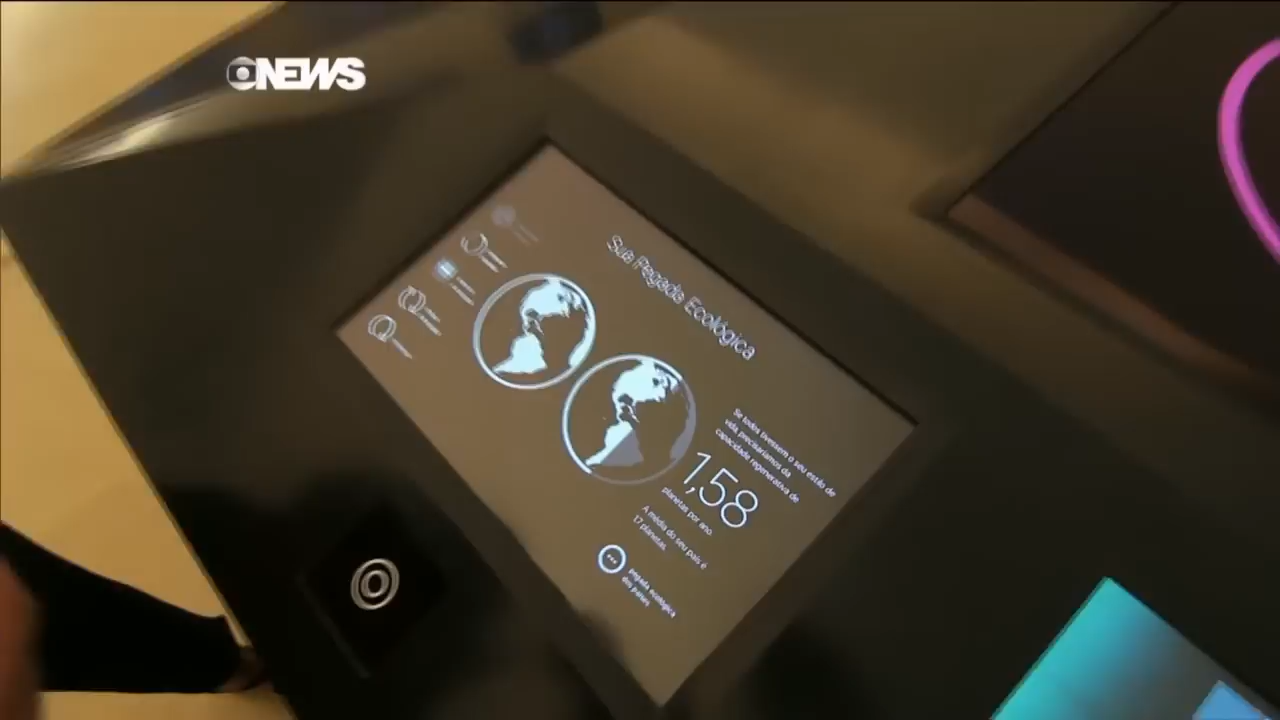 NEWS
Sua Pegada Ecológica
Se todos tivessem o seu estilo de
vida, precisaríamos da
capacidade regenerativa de
1,58
planetas por ano.
A média do seu país é
1,7 planetas.
pegada ecológica
dos países